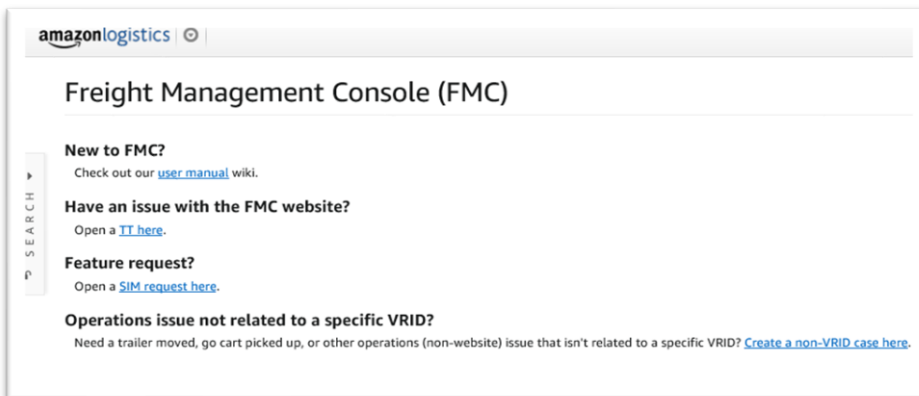 amazonlogistics
Freight Management Console (FMC)
New to FMC?
Check out our user manual wiki.
Have an issue with the FMC website?
Open a TT here.
Feature request?
Open a SIM request here.
Operations issue not related to a specific VRID?
Need a trailer moved, go cart picked up, or other operations (non-website) issue that isn't related to a specific VRID? Create a non-VRID case here.
SEARCH